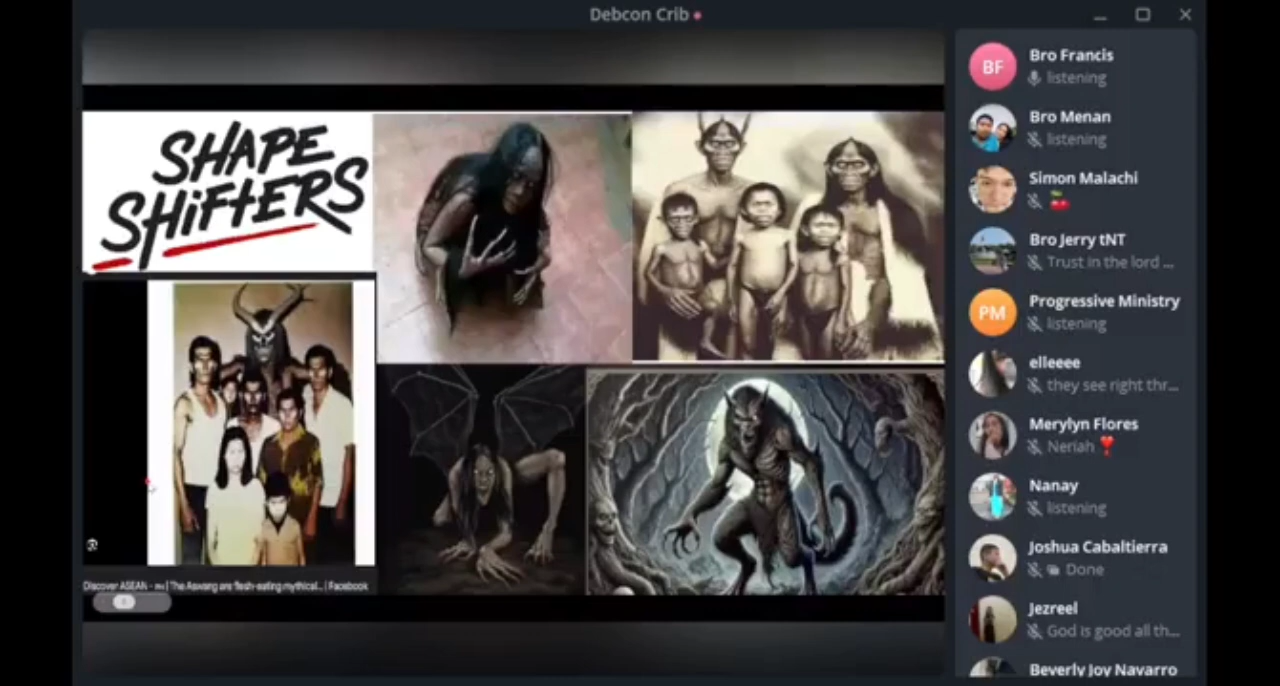 Debcon Crib
SHAPE
SHiFtERS
Discover ASEAN - | The Aswang are flesh-eating mythical... | Facebook
BF
Bro Francis
listening
Bro Menan
listening
Simon Malachi
Bro Jerry tNT
Trust in the lord ...
PM
Progressive Ministry
listening
elleeee
they see right thr...
Merylyn Flores
Neriah
Nanay
listening
Joshua Cabaltierra
Done
Jezreel
God is good all th...
Beverly Joy Navarro